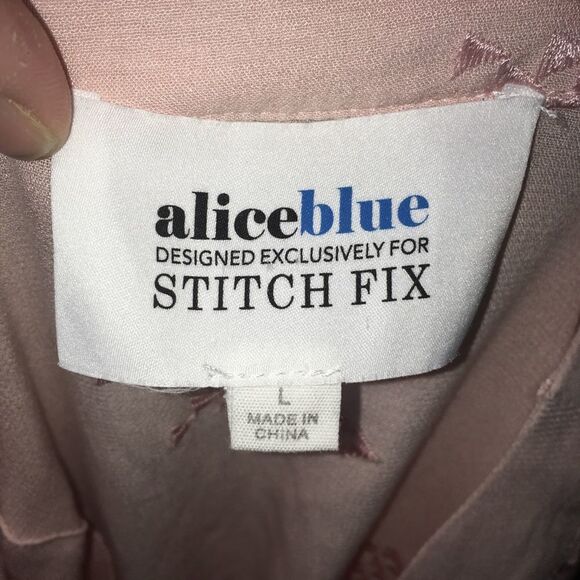 aliceblue
DESIGNED EXCLUSIVELY FOR
STITCH FIX
L
MADE IN
CHINA